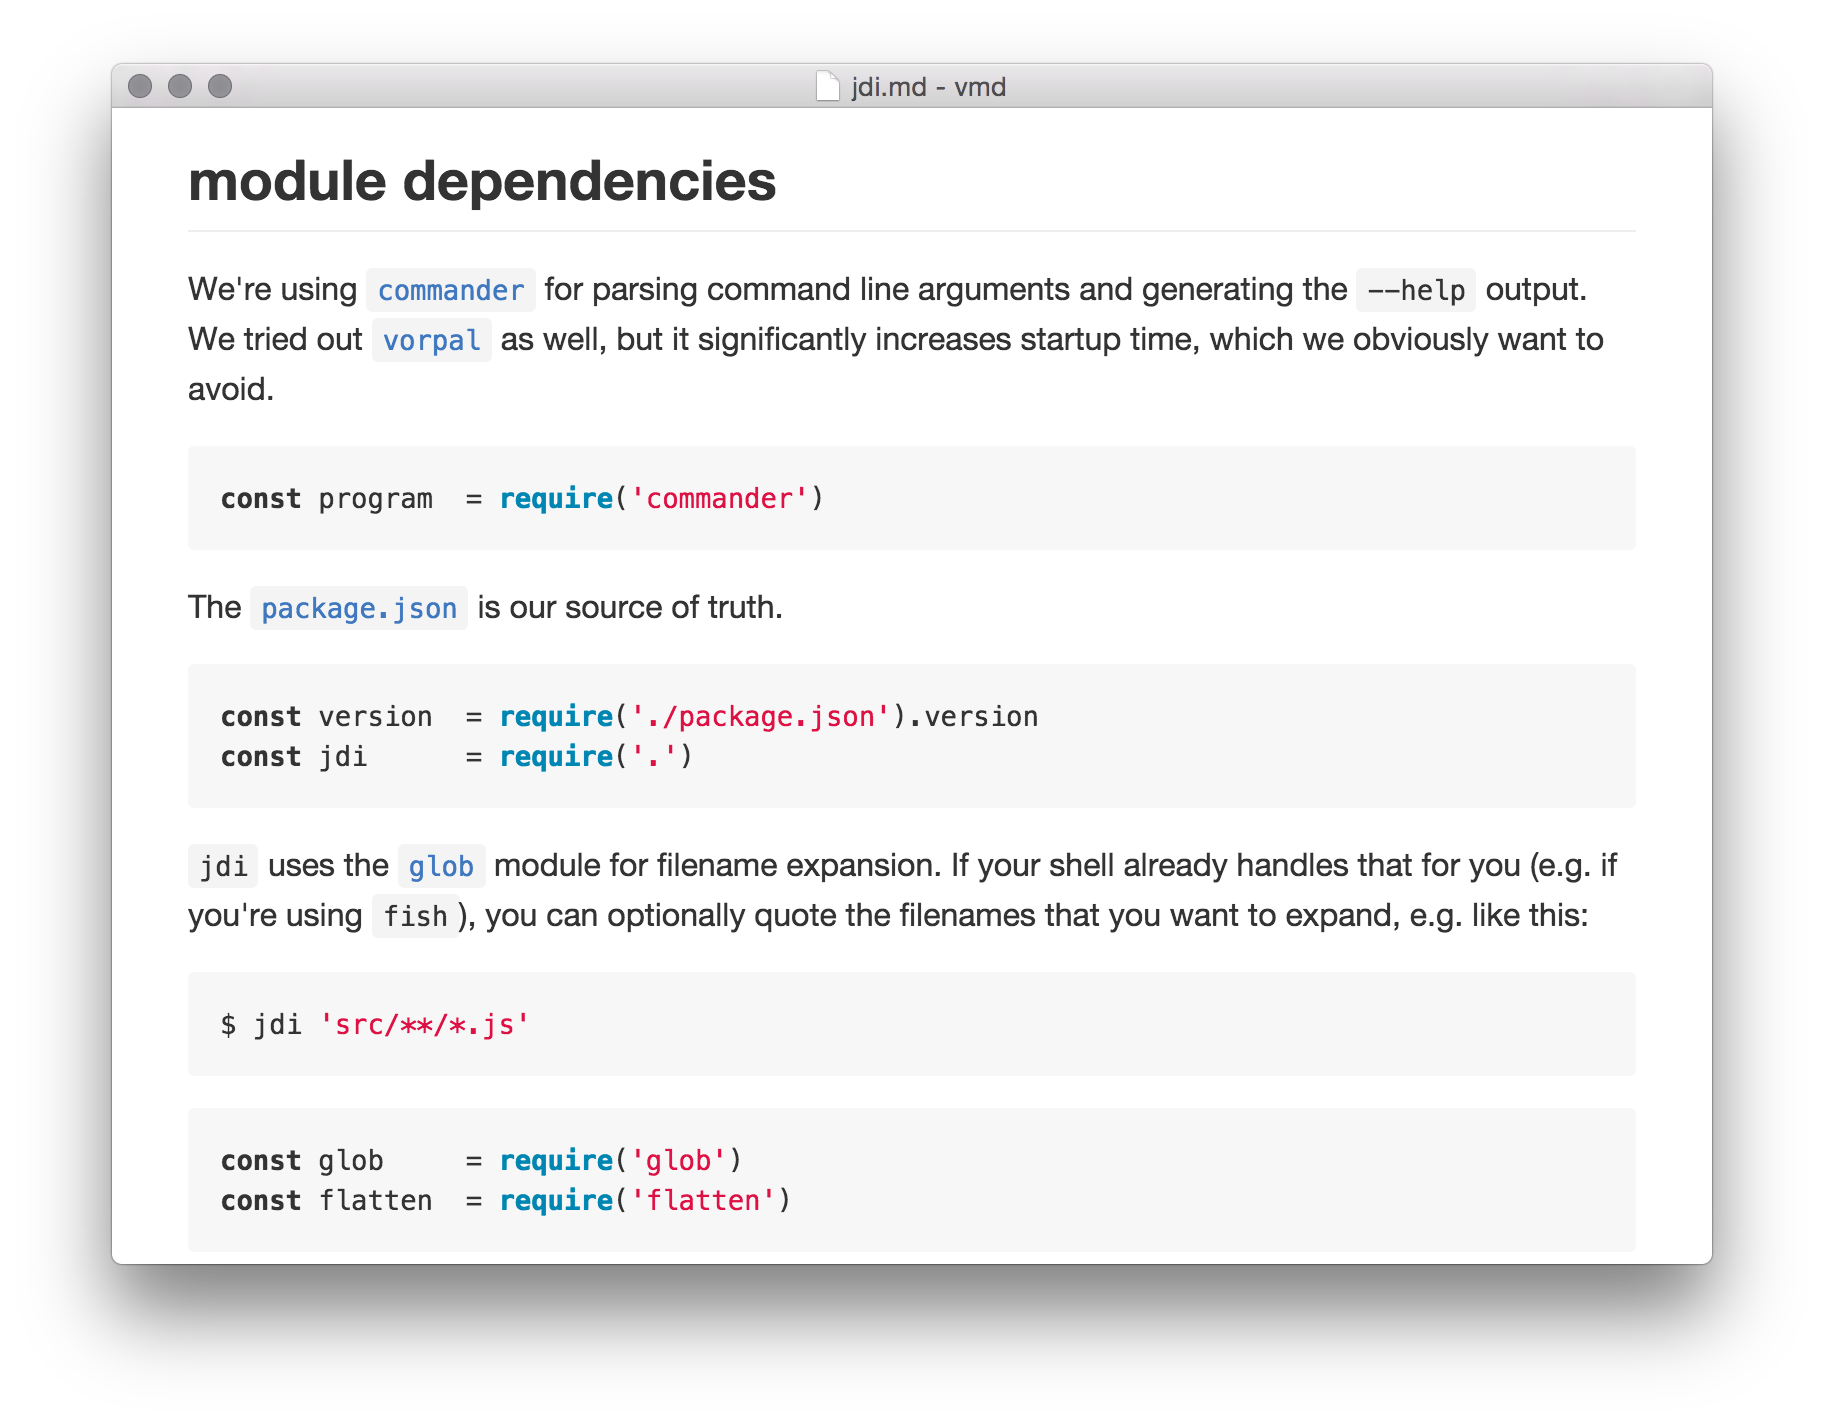 jdi.md - vmd
module dependencies
We're using commander for parsing command line arguments and generating the --help output.
We tried out vorpal as well, but it significantly increases startup time, which we obviously want to
avoid.
const program  = require('commander')
The package.json is our source of truth.
const version  = require('./package.json').version
const jdi      = require('.')
jdi uses the glob module for filename expansion. If your shell already handles that for you (e.g. if
you're using fish), you can optionally quote the filenames that you want to expand, e.g. like this:
$ jdi 'src/**/*.js'
const glob     = require('glob')
const flatten  = require('flatten')